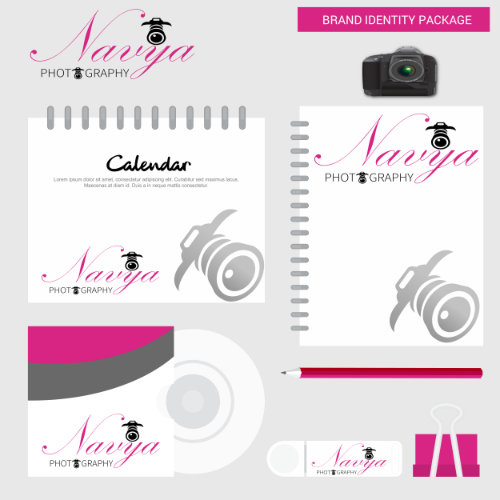 Navya
PHOTOGRAPHY
BRAND IDENTITY PACKAGE
Calendar
Lorem ipsum dolor sit amet, consectetur adipiscing elit. Curabitur sed maximus lacus.
Maecenas at diam id. Duis a in neque mattis consectetur.
Navya
PHOTOGRAPHY
Navya
PHOTOGRAPHY
Navya
PHOTOGRAPHY
Navya
PHOTOGRAPHY